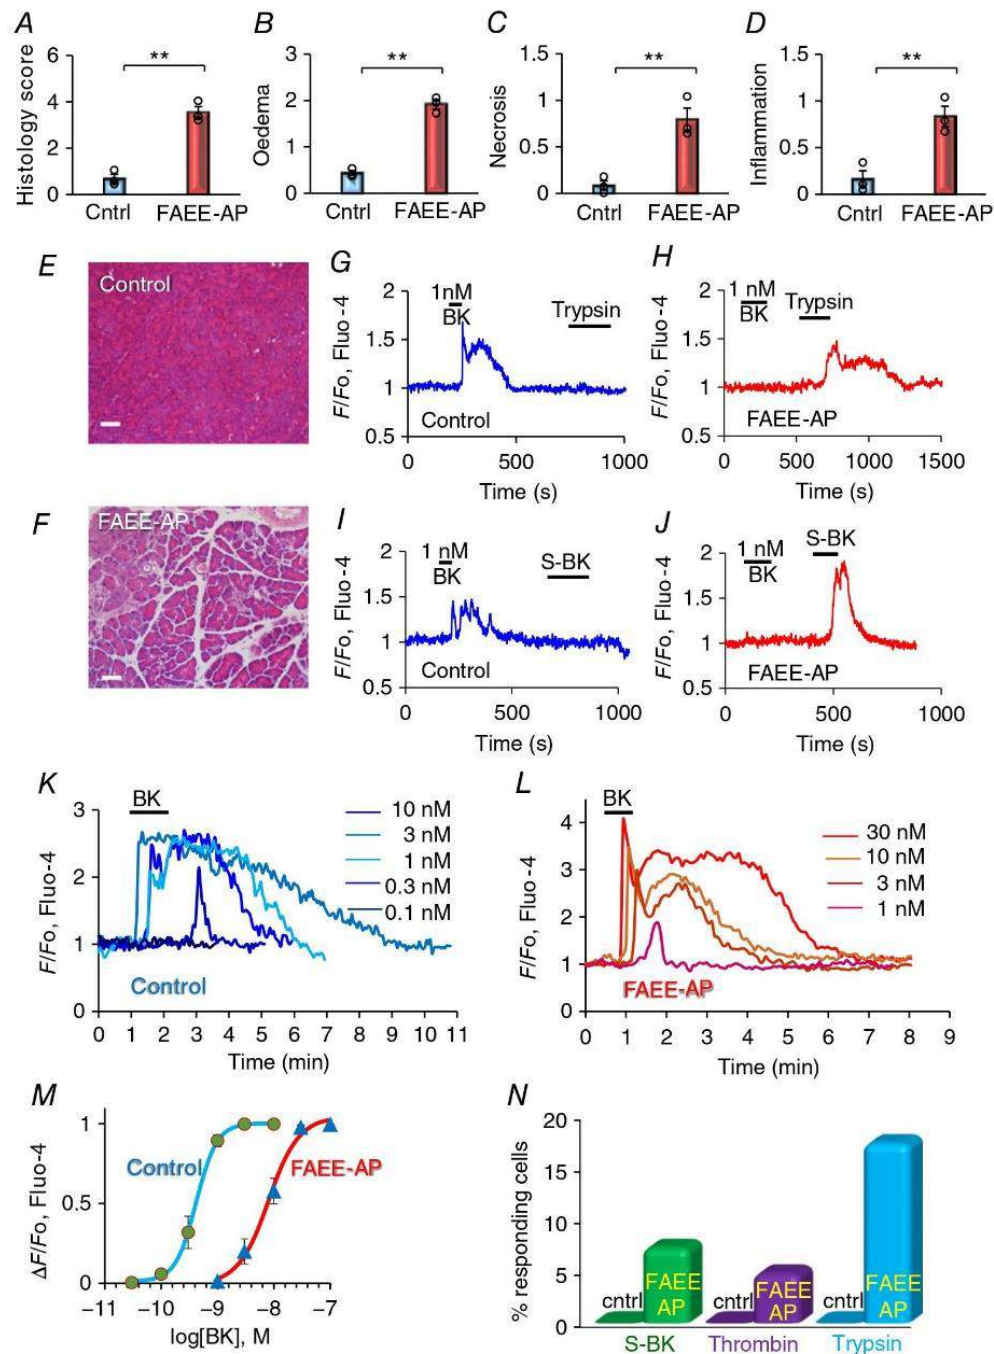 A
B
C
D
Histology score
6
4
2
0
**
Cntrl
FAEE-AP
Oedema
3
2
1
0
**
Cntrl
FAEE-AP
Necrosis
1.5
1
0.5
0
**
Cntrl
FAEE-AP
Inflammation
1.5
1
0.5
0
**
Cntrl
FAEE-AP
E
Control
G
F/Fo, Fluo-4
2
1.5
1
0.5
1nM
BK
Trypsin
Control
0
500
1000
Time (s)
H
F/Fo, Fluo-4
2
1.5
1
0.5
1 nM
BK
Trypsin
FAEE-AP
0
500
1000
1500
Time (s)
F
FAEE-AP
I
F/Fo, Fluo-4
2
1.5
1
0.5
1 nM
BK
S-BK
Control
0
500
1000
Time (s)
J
F/Fo, Fluo-4
2
1.5
1
0.5
1 nM
BK
S-BK
FAEE-AP
0
500
1000
Time (s)
K
F/Fo, Fluo-4
3
2
1
0
BK
10 nM
3 nM
1 nM
0.3 nM
0.1 nM
Control
0 1 2 3 4 5 6 7 8 9 10 11
Time (min)
L
F/Fo, Fluo-4
4
3
2
1
0
BK
30 nM
10 nM
3 nM
1 nM
FAEE-AP
0 1 2 3 4 5 6 7 8 9
Time (min)
M
ΔF/Fo, Fluo-4
1
0.5
0
Control
FAEE-AP
−11 −10 −9 −8 −7
log[BK], M
N
% responding cells
20
15
10
5
0
cntrl
FAEE
AP
cntrl
FAEE
AP
cntrl
FAEE
AP
S-BK
Thrombin
Trypsin